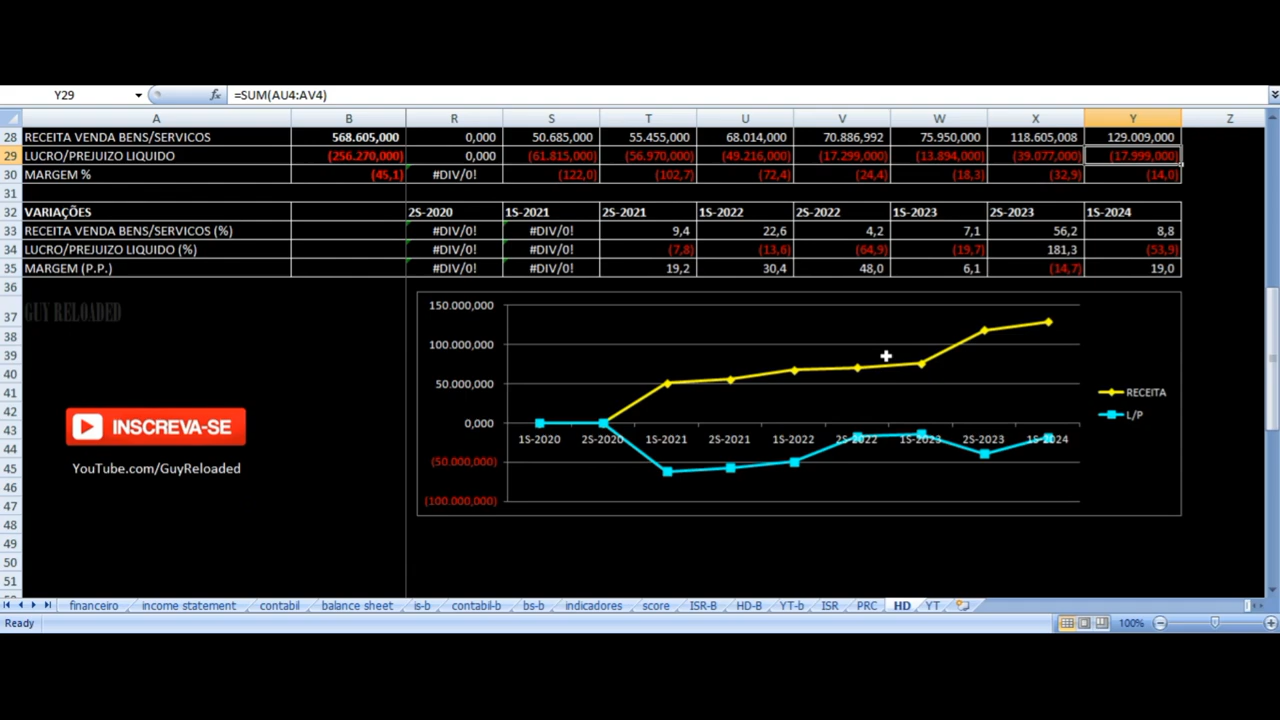 Y29 fx =SUM(AU4:AV4)
A B R S T U V W X Y Z
28 RECEITA VENDA BENS/SERVICOS 568.605,000 0,000 50.685,000 55.455,000 68.014,000 70.886,992 75.950,000 118.605,008 129.009,000
29 LUCRO/PREJUIZO LIQUIDO (256.270,000) 0,000 (61.815,000) (56.970,000) (49.216,000) (17.299,000) (13.894,000) (39.077,000) (17.999,000)
30 MARGEM % (45,1) #DIV/0! (122,0) (102,7) (72,4) (24,4) (18,3) (32,9) (14,0)
31
32 VARIAÇÕES 2S-2020 1S-2021 2S-2021 1S-2022 2S-2022 1S-2023 2S-2023 1S-2024
33 RECEITA VENDA BENS/SERVICOS (%) #DIV/0! #DIV/0! 9,4 22,6 4,2 7,1 56,2 8,8
34 LUCRO/PREJUIZO LIQUIDO (%) #DIV/0! #DIV/0! (7,8) (13,6) (64,9) (19,7) 181,3 (53,9)
35 MARGEM (P.P.) #DIV/0! #DIV/0! 19,2 30,4 48,0 6,1 (14,7) 19,0
36
37 GUY RELOADED 150.000,000
38
39 100.000,000
40
41 50.000,000 RECEITA
42 L/P
43 INSCREVA-SE 0,000
44 1S-2020 2S-2020 1S-2021 2S-2021 1S-2022 2S-2022 1S-2023 2S-2023 1S-2024
45 YouTube.com/GuyReloaded (50.000,000)
46
47 (100.000,000)
48
49
50
51
financeiro income statement contabil balance sheet is-b contabil-b bs-b indicadores score ISR-B HD-B YT-b ISR PRC HD YT
Ready 100%